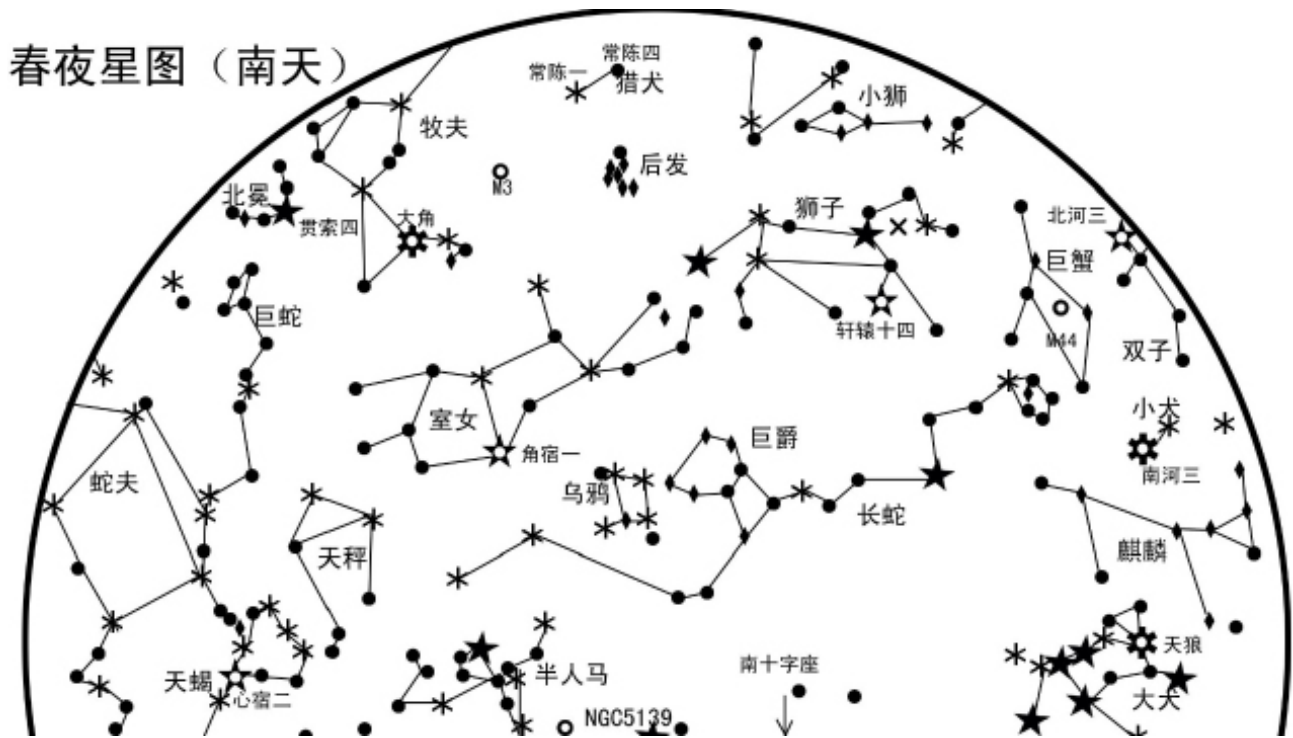 春夜星图（南天）
常陈四
常陈一
猎犬
小狮
牧夫
后发
M3
北冕
贯索四
大角
狮子
北河三
巨蟹
巨蛇
轩辕十四
M44
双子
室女
角宿一
小犬
南河三
巨爵
乌鸦
长蛇
蛇夫
天秤
麒麟
天蝎
心宿二
半人马
南十字座
天狼
大犬
NGC5139